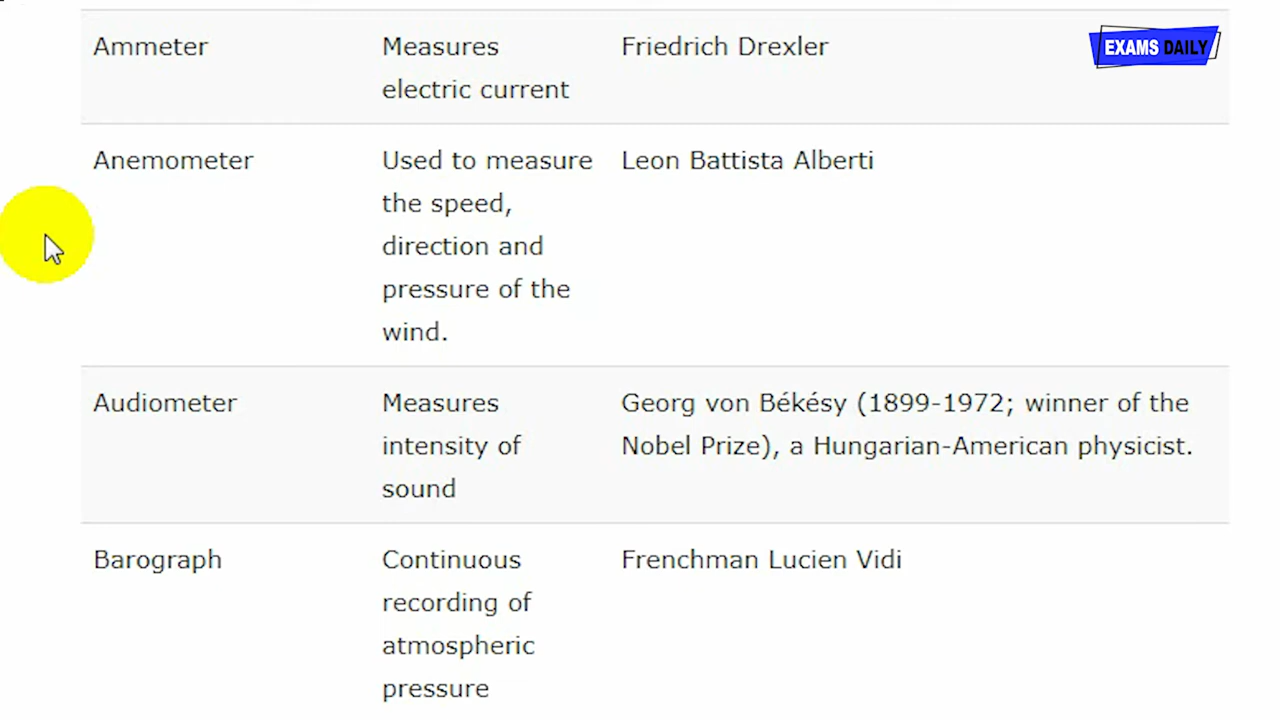 Ammeter Measures Friedrich Drexler
electric current
EXAMS DAILY
Anemometer Used to measure Leon Battista Alberti
the speed,
direction and
pressure of the
wind.
Audiometer Measures Georg von Békésy (1899-1972; winner of the
intensity of Nobel Prize), a Hungarian-American physicist.
sound
Barograph Continuous Frenchman Lucien Vidi
recording of
atmospheric
pressure